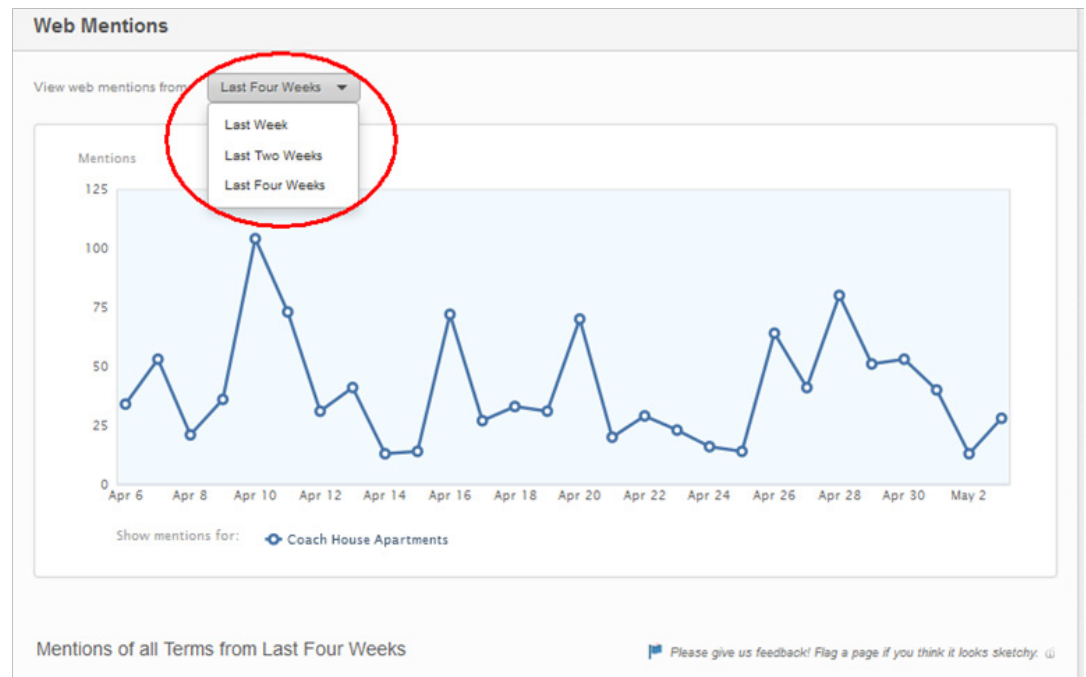 Web Mentions
View web mentions from Last Four Weeks
Last Week
Last Two Weeks
Last Four Weeks
Mentions
125
100
75
50
25
0
Apr 6 Apr 8 Apr 10 Apr 12 Apr 14 Apr 16 Apr 18 Apr 20 Apr 22 Apr 24 Apr 26 Apr 28 Apr 30 May 2
Show mentions for: Coach House Apartments
Mentions of all Terms from Last Four Weeks
Please give us feedback! Flag a page if you think it looks sketchy.